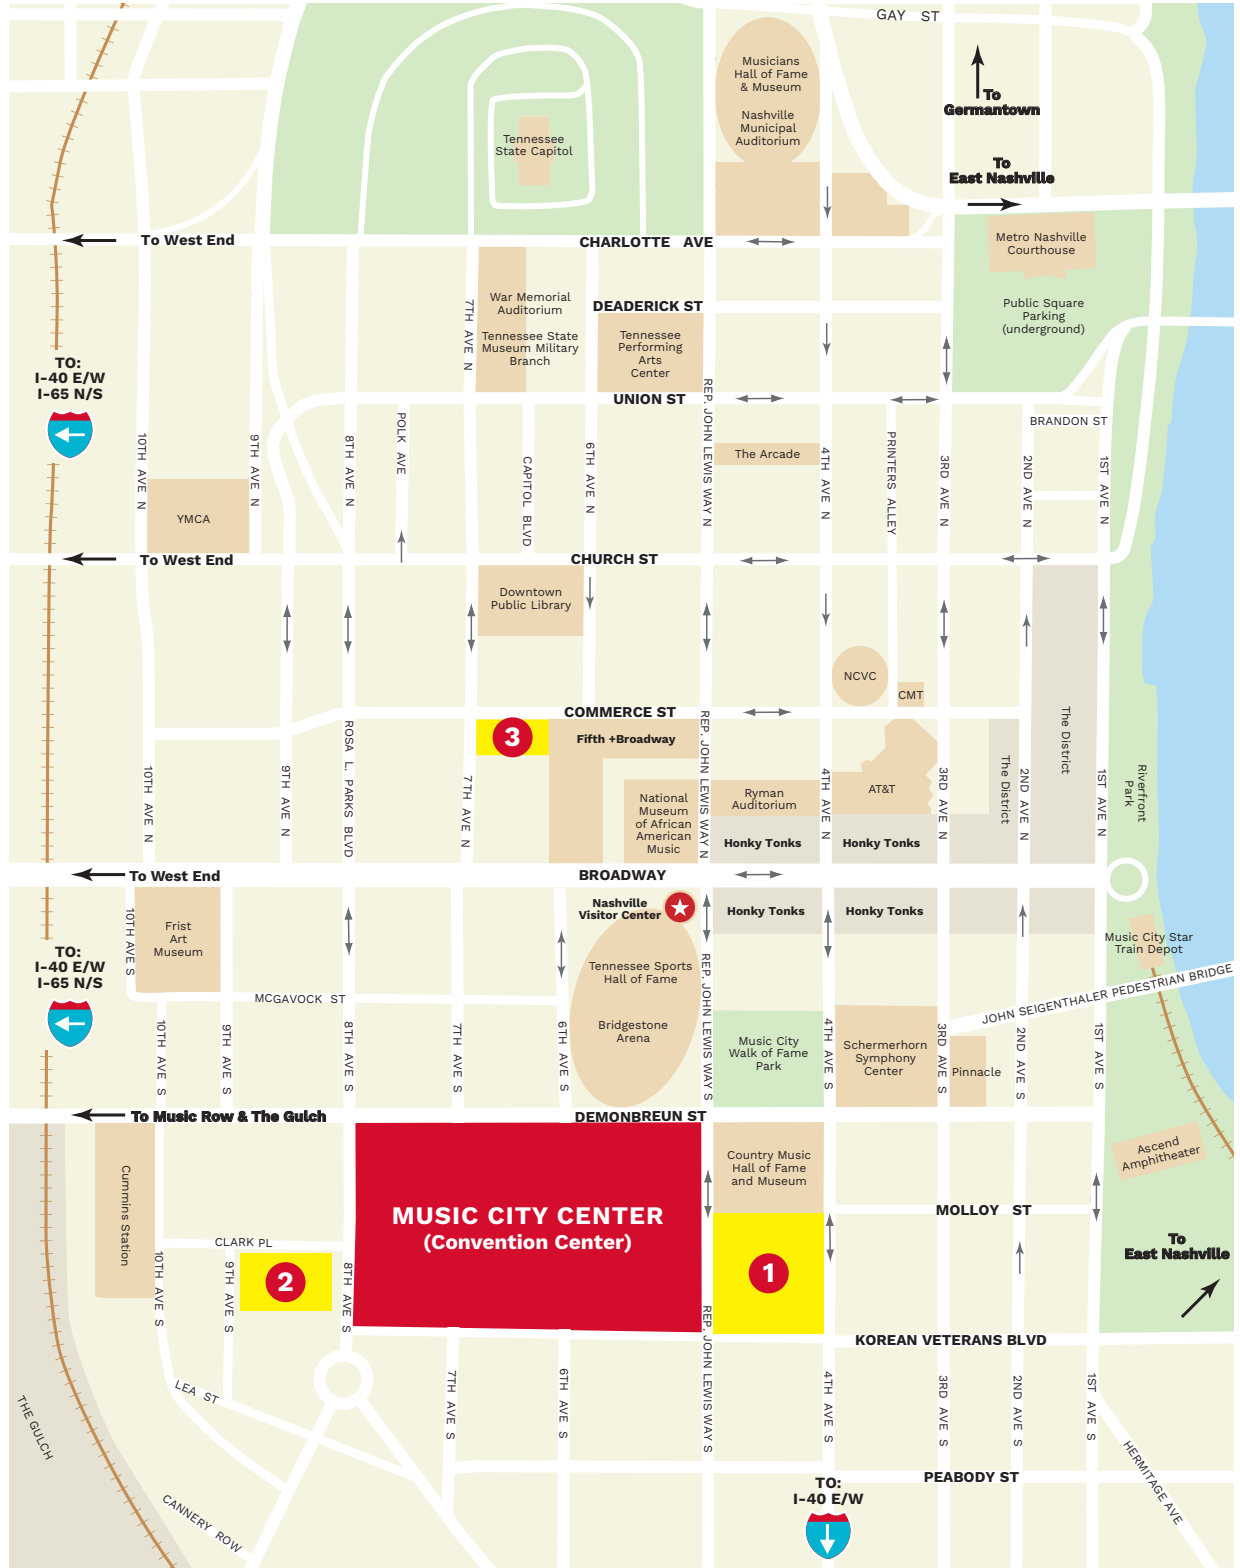 GAY ST
Musicians
Hall of Fame
& Museum
Nashville
Municipal
Auditorium
To
Germantown
Tennessee
State Capitol
To
East Nashville
To West End
CHARLOTTE AVE
Metro Nashville
Courthouse
War Memorial
Auditorium
Tennessee State
Museum Military
Branch
DEADERICK ST
Tennessee
Performing
Arts
Center
Public Square
Parking
(underground)
7TH AVE N
TO:
I-40 E/W
I-65 N/S
UNION ST
BRANDON ST
10TH AVE N
9TH AVE N
8TH AVE N
POLK AVE
CAPITOL BLVD
6TH AVE N
REP. JOHN LEWIS WAY N
The Arcade
4TH AVE N
PRINTERS ALLEY
3RD AVE N
2ND AVE N
1ST AVE N
YMCA
To West End
CHURCH ST
Downtown
Public Library
NCVC
CMT
COMMERCE ST
3
Fifth +Broadway
The District
The District
Riverfront
Park
10TH AVE N
9TH AVE N
ROSA L. PARKS BLVD
7TH AVE N
REP. JOHN LEWIS WAY N
National
Museum
of African
American
Music
Ryman
Auditorium
4TH AVE N
AT&T
3RD AVE N
2ND AVE N
1ST AVE N
Honky Tonks
Honky Tonks
To West End
BROADWAY
Nashville
Visitor Center
Honky Tonks
Honky Tonks
10TH AVE S
Frist
Art
Museum
TO:
I-40 E/W
I-65 N/S
Tennessee Sports
Hall of Fame
Bridgestone
Arena
Music City Star
Train Depot
JOHN SEIGENTHALER PEDESTRIAN BRIDGE
MCGAVOCK ST
10TH AVE S
9TH AVE S
8TH AVE S
7TH AVE S
6TH AVE S
REP. JOHN LEWIS WAY S
Music City
Walk of Fame
Park
4TH AVE S
Schermerhorn
Symphony
Center
3RD AVE S
Pinnacle
2ND AVE S
1ST AVE S
To Music Row & The Gulch
DEMONBREUN ST
Cummins Station
Country Music
Hall of Fame
and Museum
Ascend
Amphitheater
MUSIC CITY CENTER
(Convention Center)
MOLLOY ST
CLARK PL
2
1
To
East Nashville
10TH AVE S
9TH AVE S
8TH AVE S
REP. JOHN LEWIS WAY S
KOREAN VETERANS BLVD
LEA ST
7TH AVE S
6TH AVE S
4TH AVE S
3RD AVE S
2ND AVE S
1ST AVE S
THE GULCH
HERMITAGE AVE
PEABODY ST
TO:
I-40 E/W
CANNERY ROW